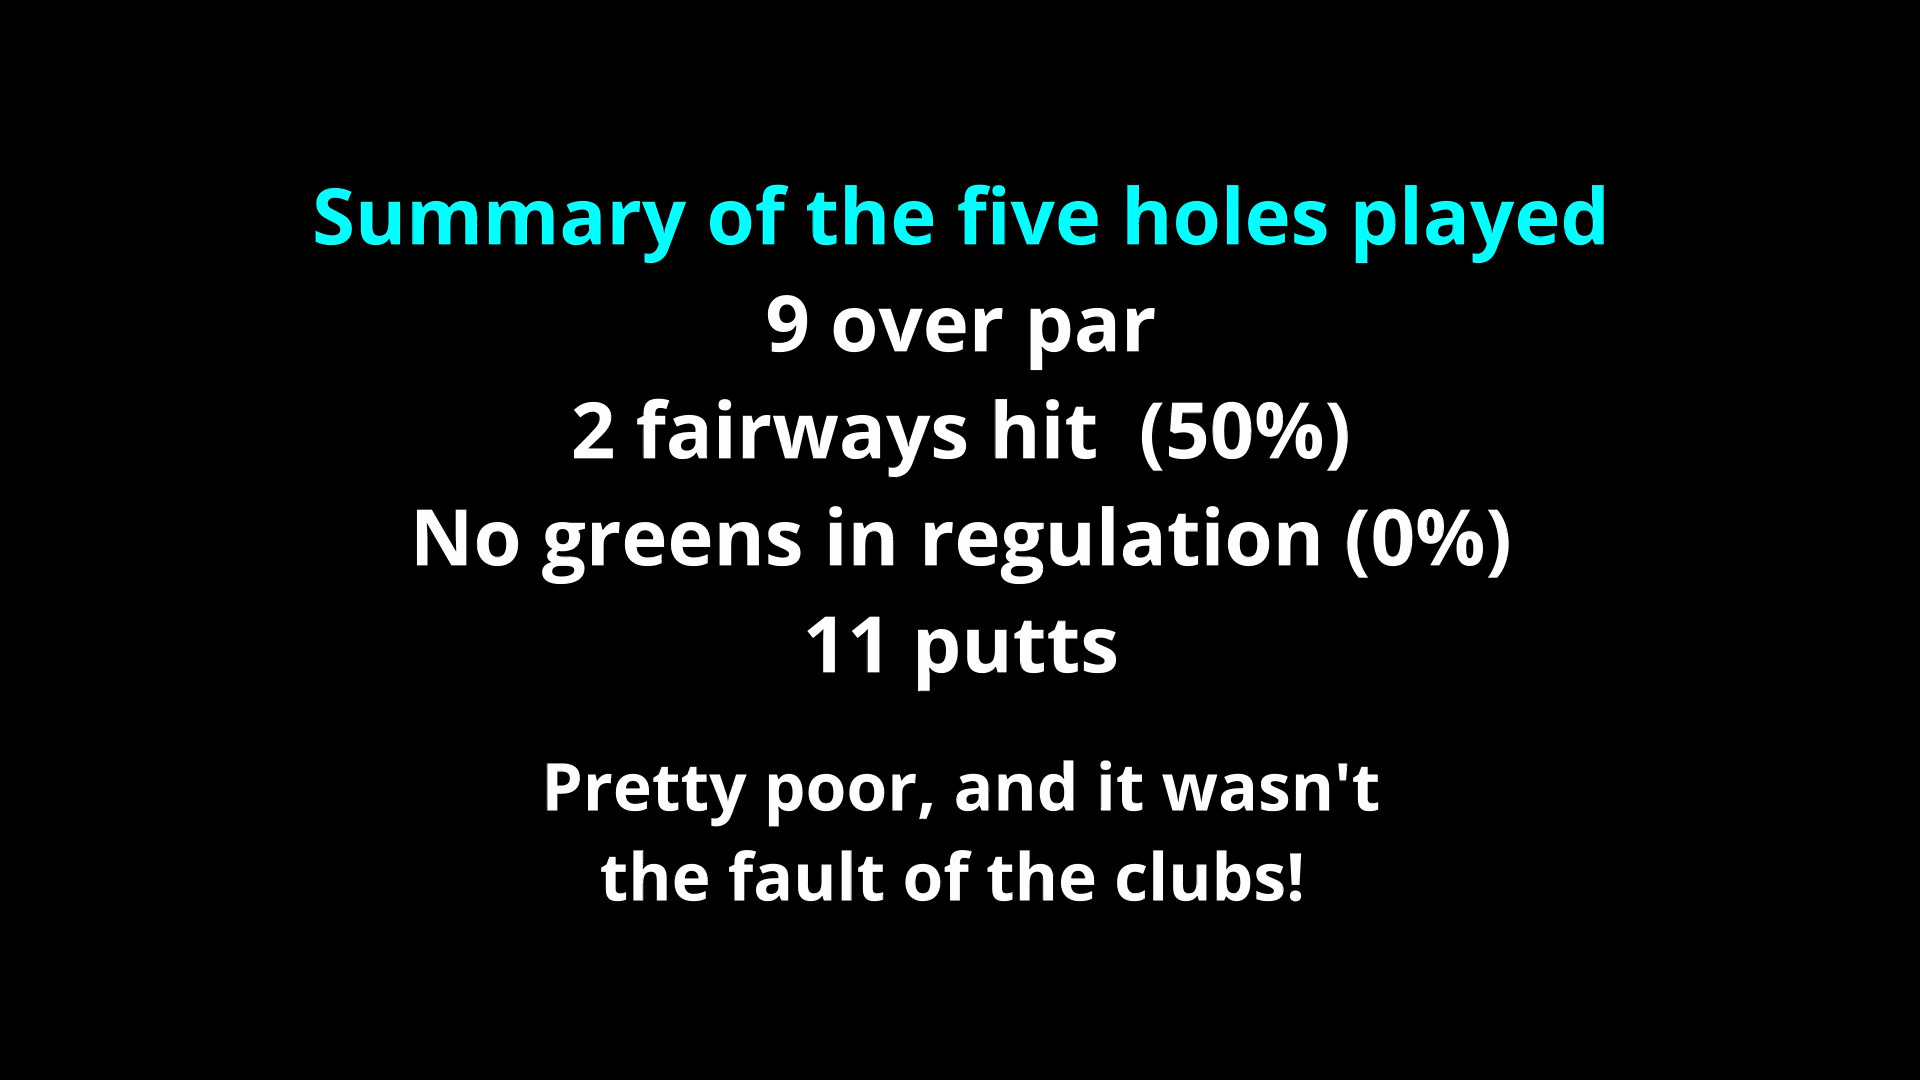 Summary of the five holes played
9 over par
2 fairways hit  (50%)
No greens in regulation (0%)
11 putts
Pretty poor, and it wasn't
the fault of the clubs!